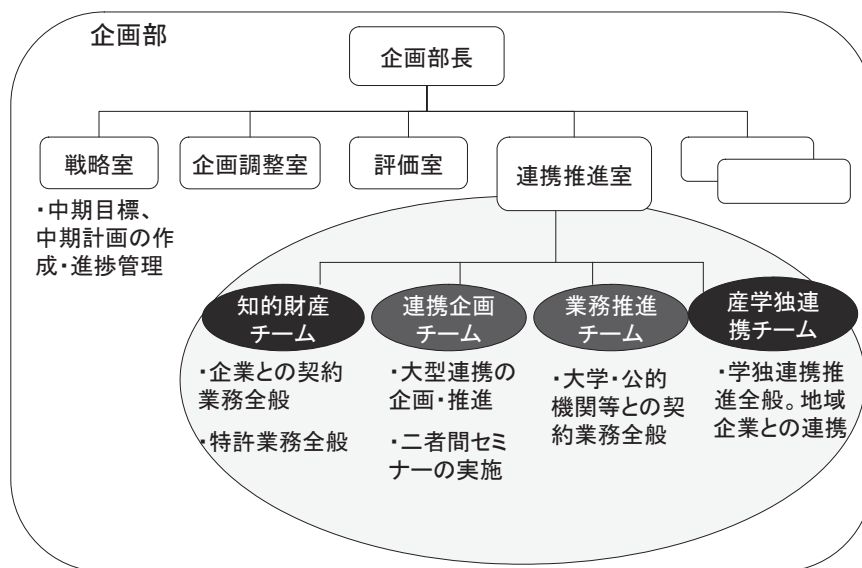 企画部
企画部長
戦略室
企画調整室
評価室
連携推進室
・中期目標、
中期計画の作
成・進捗管理
知的財産
チーム
連携企画
チーム
業務推進
チーム
産学独連
携チーム
・企業との契約
業務全般
・特許業務全般
・大型連携の
企画・推進
・二者間セミ
ナーの実施
・大学・公的
機関等との契
約業務全般
・学独連携推
進全般。地域
企業との連携